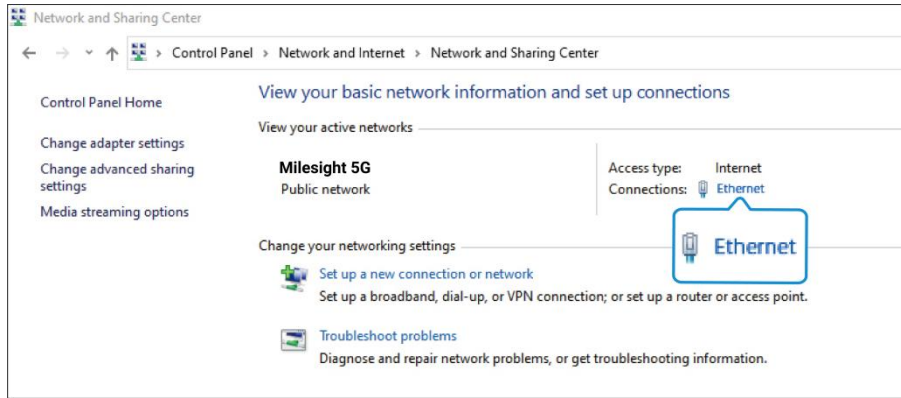 Network and Sharing Center
Control Panel > Network and Internet > Network and Sharing Center
Control Panel Home
Change adapter settings
Change advanced sharing
settings
Media streaming options
View your basic network information and set up connections
View your active networks
Milesight 5G
Public network
Access type: Internet
Connections: Ethernet
Ethernet
Change your networking settings
Set up a new connection or network
Set up a broadband, dial-up, or VPN connection; or set up a router or access point.
Troubleshoot problems
Diagnose and repair network problems, or get troubleshooting information.